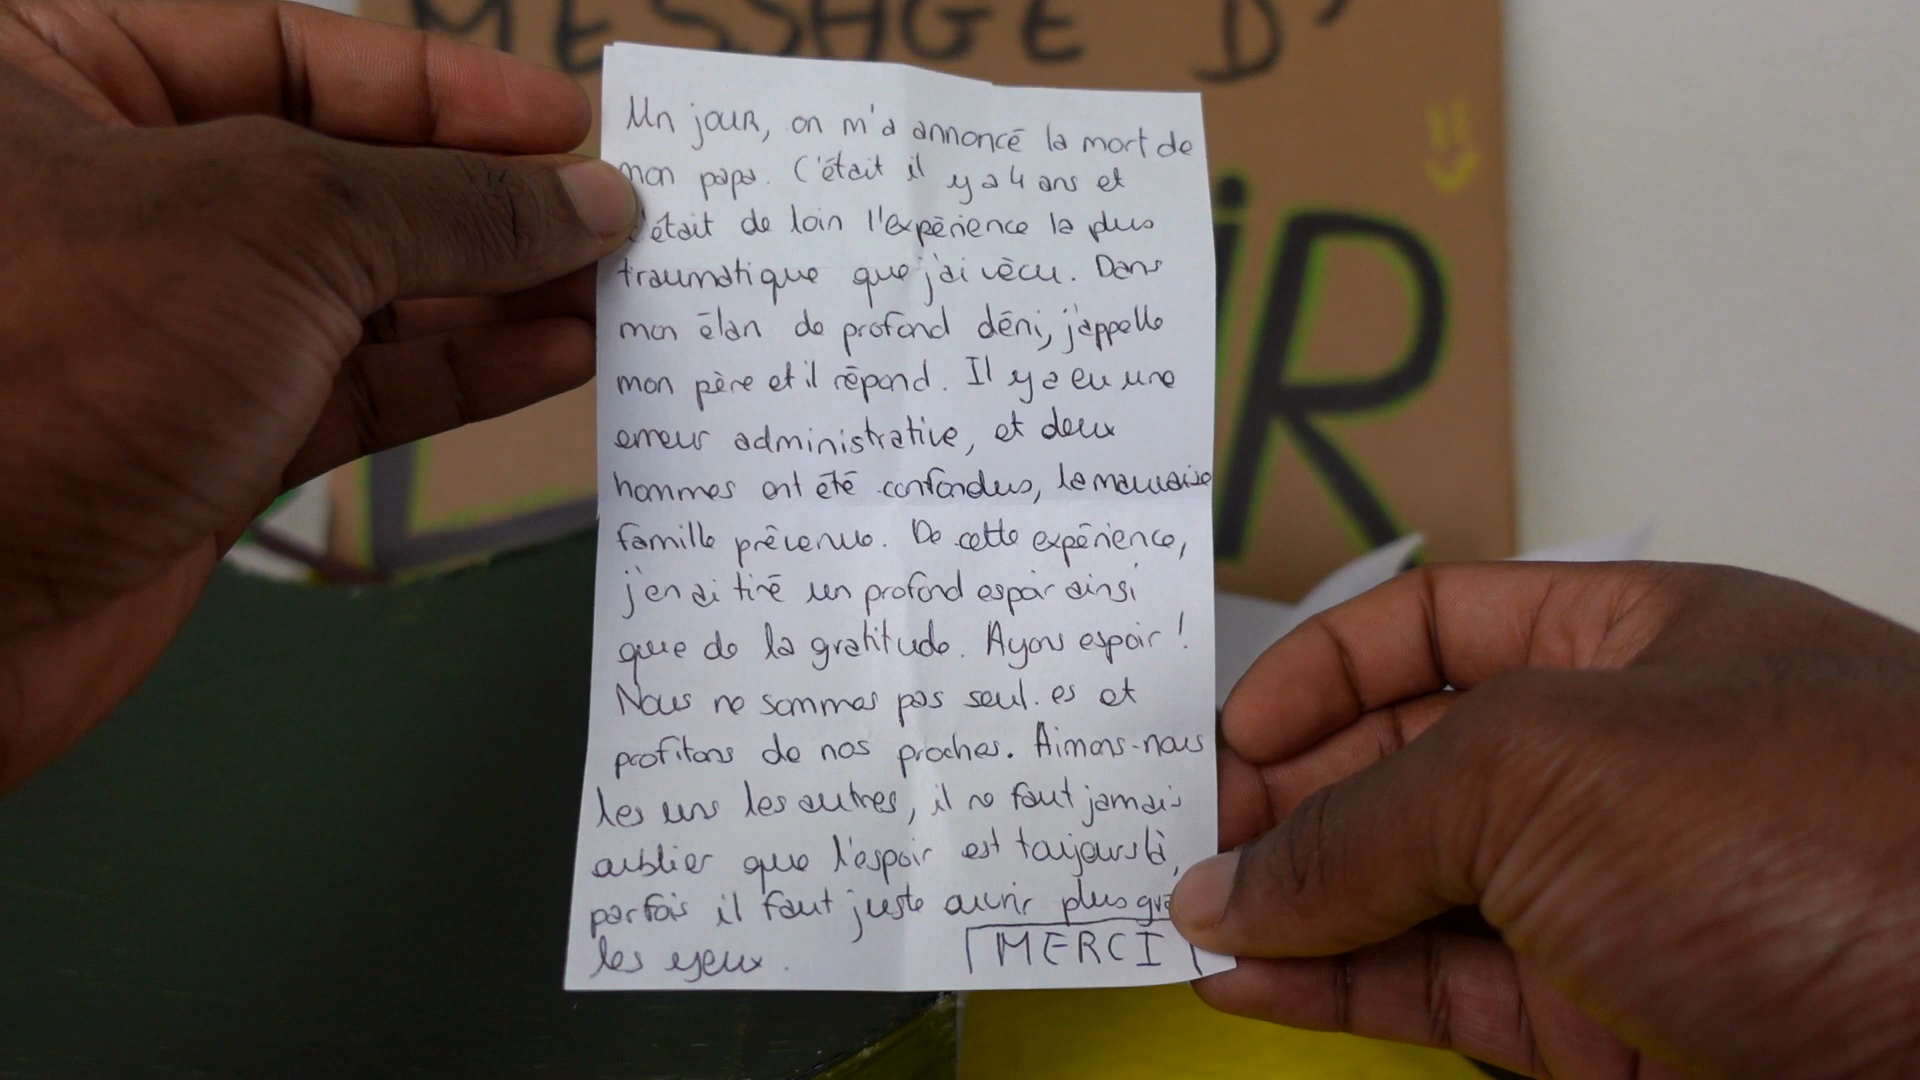 MESSAGE D'
IR
Un jour, on m'a annoncé la mort de
mon papa. C'était il y a 4 ans et
c'était de loin l'expérience la plus
traumatique que j'ai vécu. Dans
mon élan de profond déni, j'appelle
mon père et il répond. Il y a eu une
erreur administrative, et deux
hommes ont été confondus, la mauvaise
famille prévenue. De cette expérience,
j'en ai tiré un profond espoir ainsi
que de la gratitude. Ayons espoir !
Nous ne sommes pas seul.es et
profitons de nos proches. Aimons-nous
les uns les autres, il ne faut jamais
oublier que l'espoir est toujours là,
parfois il faut juste ouvrir plus
les yeux.
MERCI